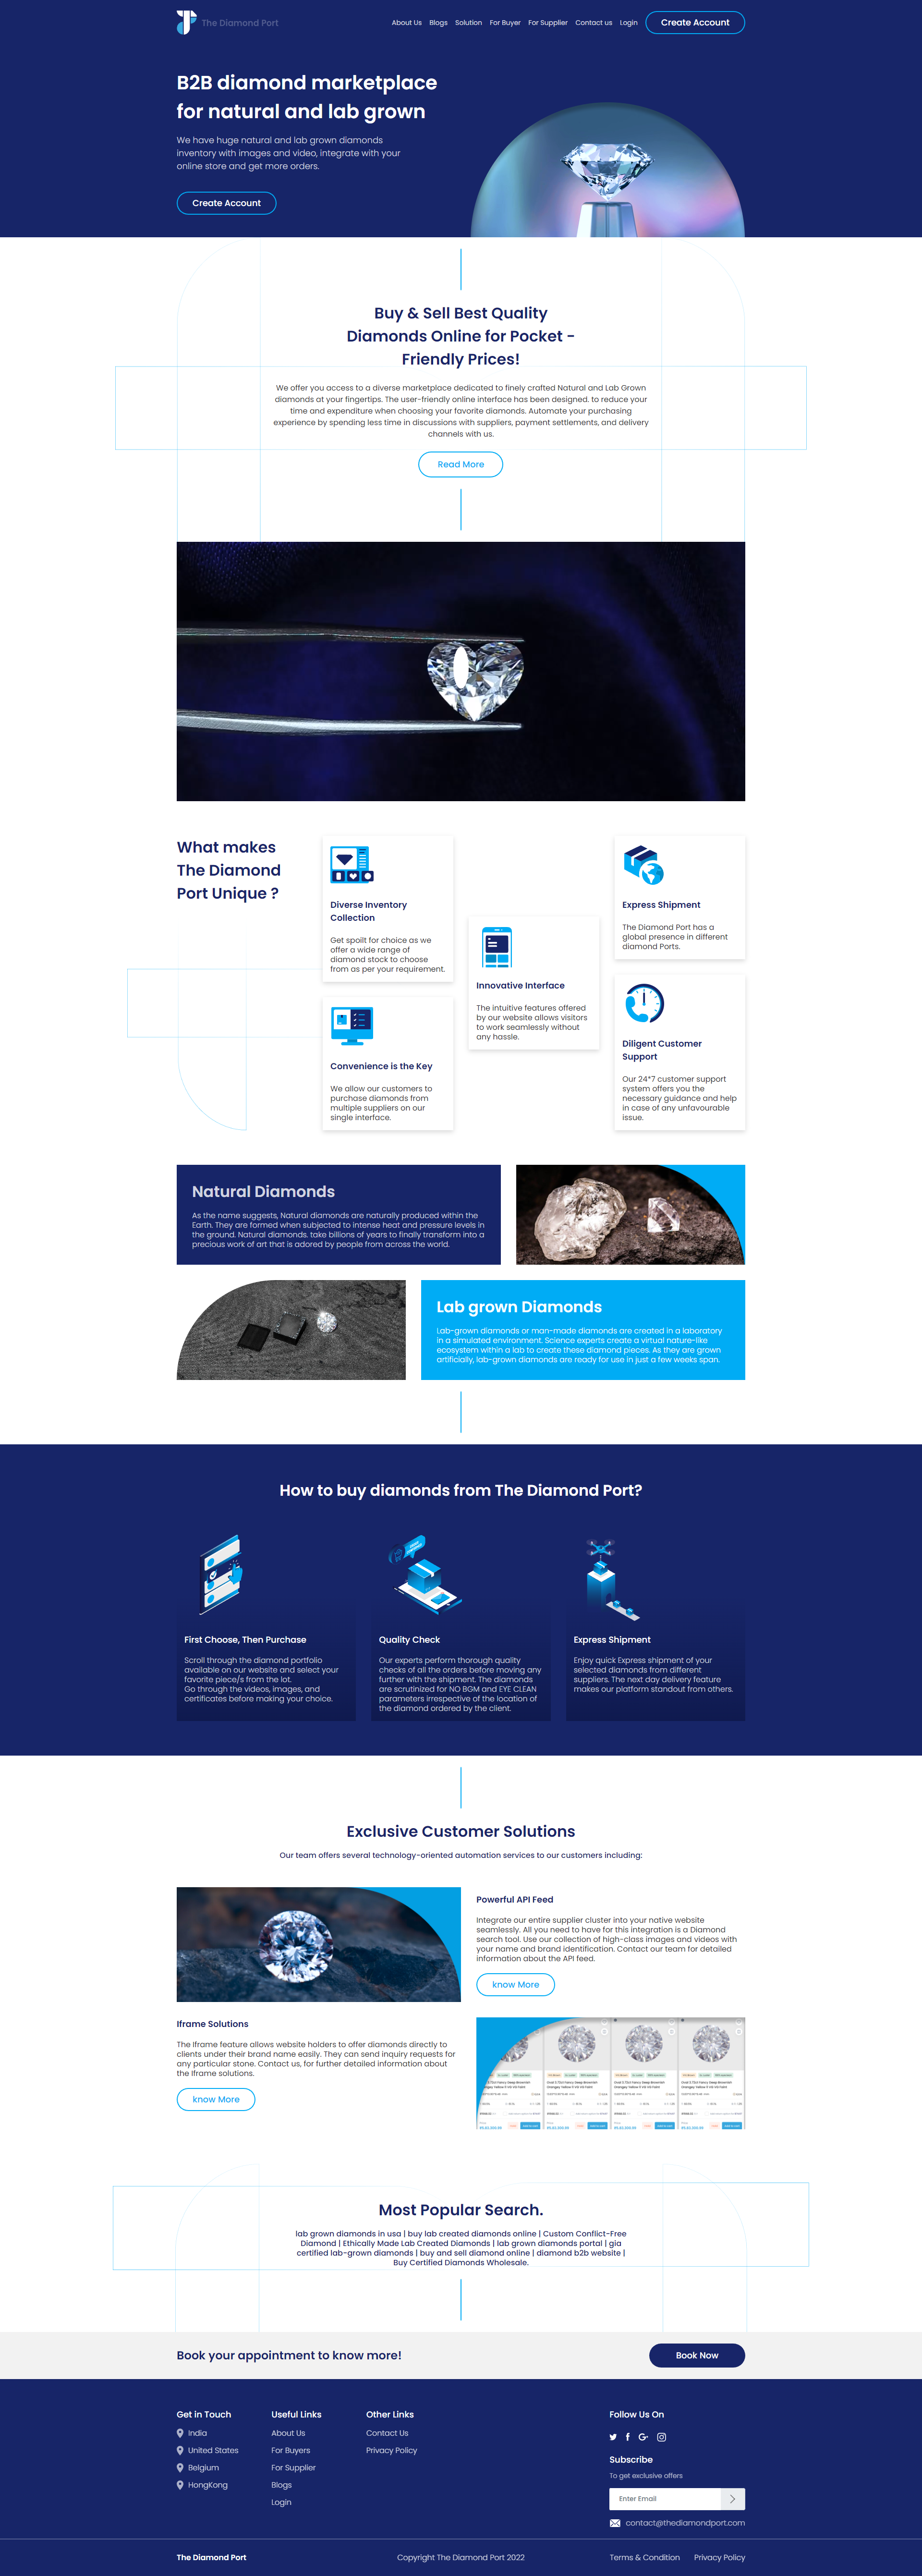 The Diamond Port
About Us
Blogs
Solution
For Buyer
For Supplier
Contact us
Login
Create Account
B2B diamond marketplace
for natural and lab grown
We have huge natural and lab grown diamonds
inventory with images and video, integrate with your
online store and get more orders.
Create Account
Buy & Sell Best Quality
Diamonds Online for Pocket -
Friendly Prices!
We offer you access to a diverse marketplace dedicated to finely crafted Natural and Lab Grown
diamonds at your fingertips. The user-friendly online interface has been designed. to reduce your
time and expenditure when choosing your favorite diamonds. Automate your purchasing
experience by spending less time in discussions with suppliers, payment settlements, and delivery
channels with us.
Read More
What makes
The Diamond
Port Unique ?
Diverse Inventory
Collection
Get spoilt for choice as we
offer a wide range of
diamond stock to choose
from as per your requirement.
Convenience is the Key
We allow our customers to
purchase diamonds from
multiple suppliers on our
single interface.
Innovative Interface
The intuitive features offered
by our website allows visitors
to work seamlessly without
any hassle.
Express Shipment
The Diamond Port has a
global presence in different
diamond Ports.
Diligent Customer
Support
Our 24*7 customer support
system offers you the
necessary guidance and help
in case of any unfavourable
issue.
Natural Diamonds
As the name suggests, Natural diamonds are naturally produced within the
Earth. They are formed when subjected to intense heat and pressure levels in
the ground. Natural diamonds. take billions of years to finally transform into a
precious work of art that is adored by people from across the world.
Lab grown Diamonds
Lab-grown diamonds or man-made diamonds are created in a laboratory
in a simulated environment. Science experts create a virtual nature-like
ecosystem within a lab to create these diamond pieces. As they are grown
artificially, lab-grown diamonds are ready for use in just a few weeks span.
How to buy diamonds from The Diamond Port?
First Choose, Then Purchase
Scroll through the diamond portfolio
available on our website and select your
favorite piece/s from the lot.
Go through the videos, images, and
certificates before making your choice.
Quality Check
Our experts perform thorough quality
checks of all the orders before moving any
further with the shipment. The diamonds
are scrutinized for NO BGM and EYE CLEAN
parameters irrespective of the location of
the diamond ordered by the client.
Express Shipment
Enjoy quick Express shipment of your
selected diamonds from different
suppliers. The next day delivery feature
makes our platform standout from others.
Exclusive Customer Solutions
Our team offers several technology-oriented automation services to our customers including:
Powerful API Feed
Integrate our entire supplier cluster into your native website
seamlessly. All you need to have for this integration is a Diamond
search tool. Use our collection of high-class images and videos with
your name and brand identification. Contact our team for detailed
information about the API feed.
know More
Iframe Solutions
The Iframe feature allows website holders to offer diamonds directly to
clients under their brand name easily. They can send inquiry requests for
any particular stone. Contact us, for further detailed information about
the Iframe solutions.
know More
Most Popular Search.
lab grown diamonds in usa | buy lab created diamonds online | Custom Conflict-Free
Diamond | Ethically Made Lab Created Diamonds | lab grown diamonds portal | gia
certified lab-grown diamonds | buy and sell diamond online | diamond b2b website |
Buy Certified Diamonds Wholesale.
Book your appointment to know more!
Book Now
Get in Touch
India
United States
Belgium
HongKong
Useful Links
About Us
For Buyers
For Supplier
Blogs
Login
Other Links
Contact Us
Privacy Policy
Follow Us On
Subscribe
To get exclusive offers
Enter Email
contact@thediamondport.com
The Diamond Port
Copyright The Diamond Port 2022
Terms & Condition
Privacy Policy